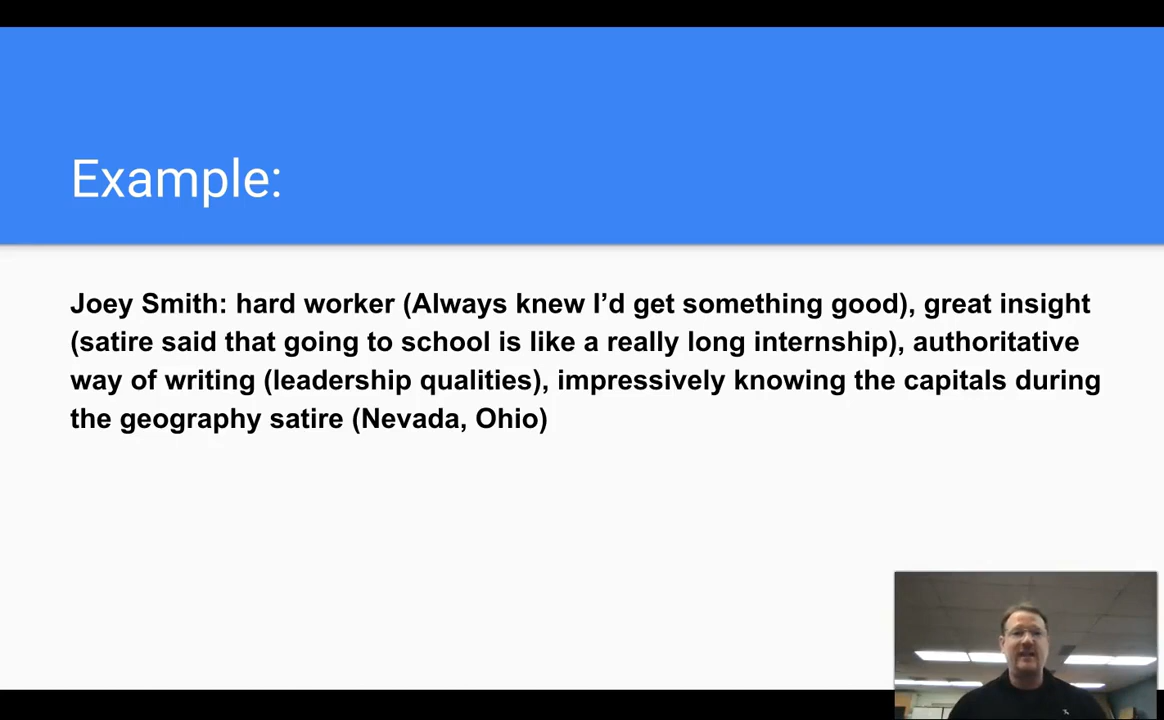 Example:
Joey Smith: hard worker (Always knew I’d get something good), great insight
(satire said that going to school is like a really long internship), authoritative
way of writing (leadership qualities), impressively knowing the capitals during
the geography satire (Nevada, Ohio)